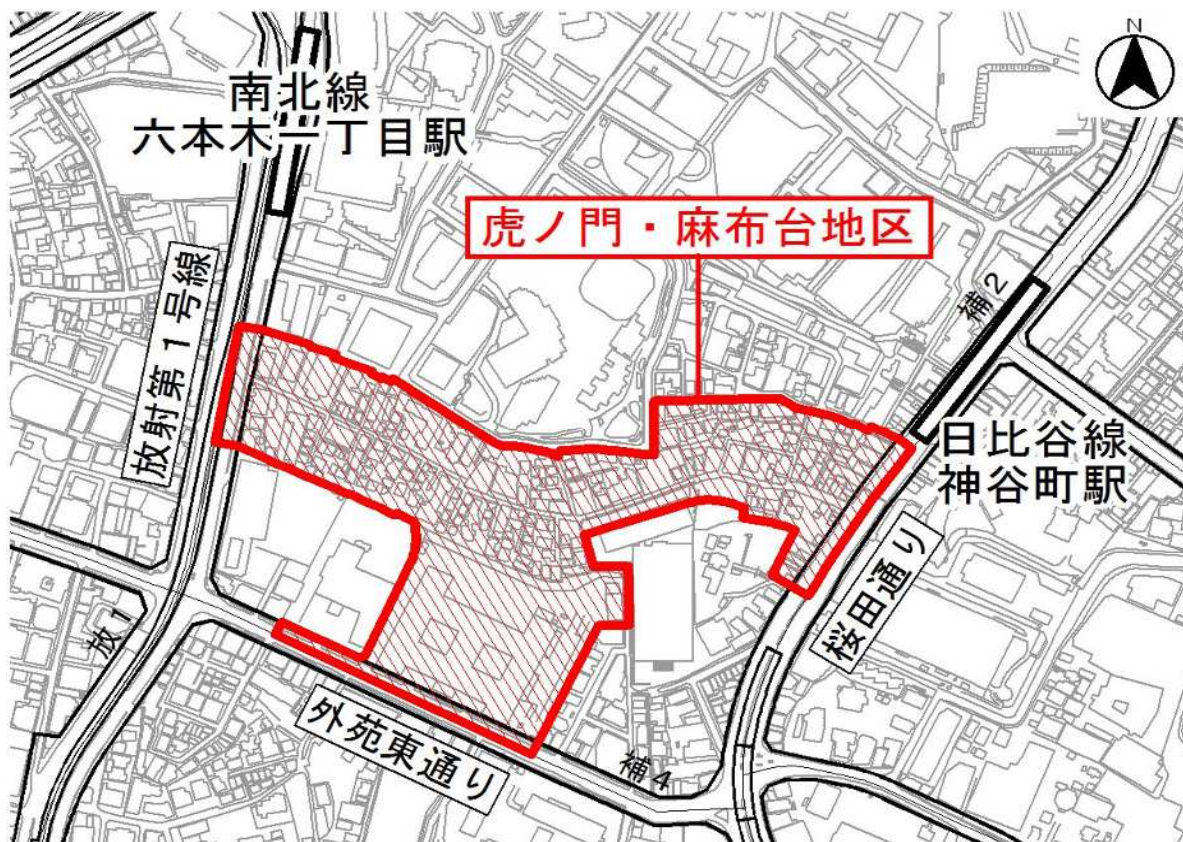 N
南北線
六本木一丁目駅
虎ノ門・麻布台地区
放射第1号線
補2
日比谷線
神谷町駅
桜田通り
放1
外苑東通り
補4